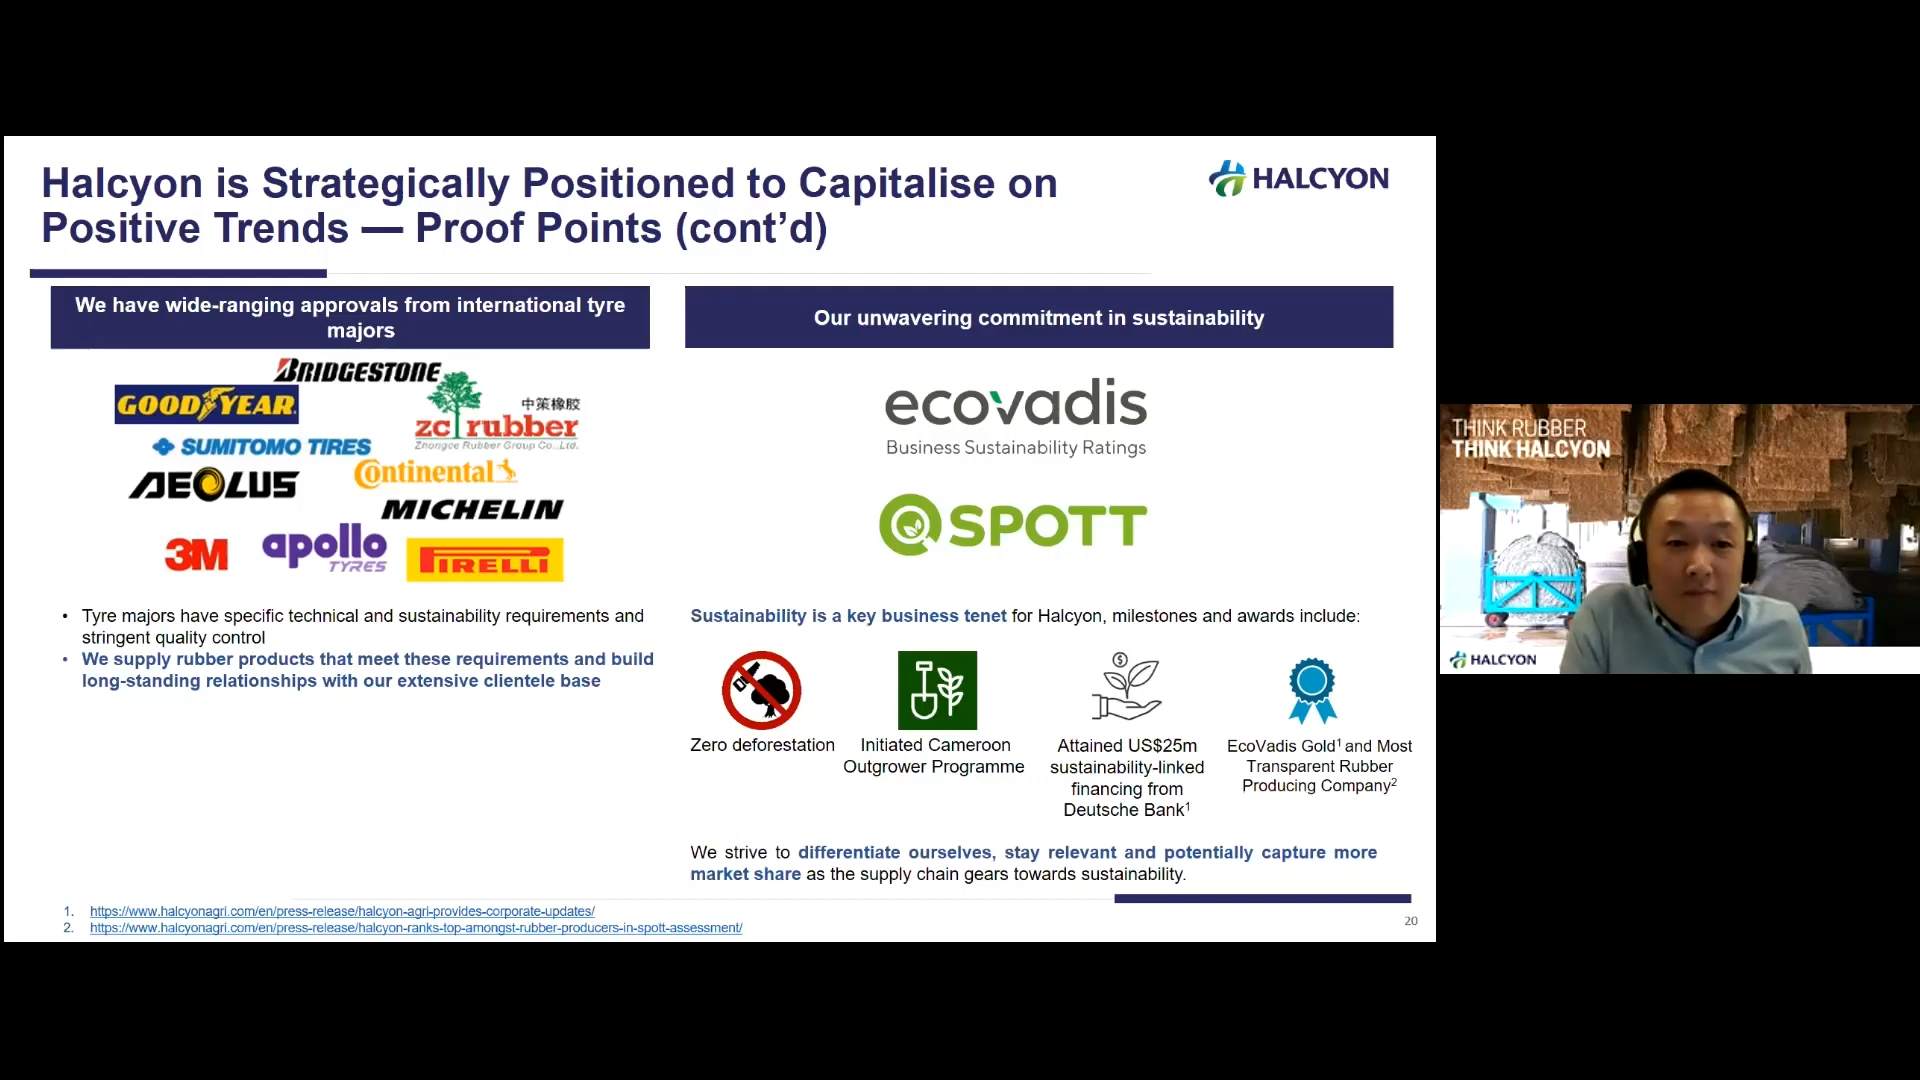 Halcyon is Strategically Positioned to Capitalise on
Positive Trends — Proof Points (cont’d)
HALCYON
We have wide-ranging approvals from international tyre
majors
BRIDGESTONE
GOODYEAR
中策橡胶
zc rubber
Zhongce Rubber Group Co.,Ltd.
SUMITOMO TIRES
AEOLUS
Continental
MICHELIN
3M
apollo
TYRES
PIRELLI
• Tyre majors have specific technical and sustainability requirements and
stringent quality control
• We supply rubber products that meet these requirements and build
long-standing relationships with our extensive clientele base
Our unwavering commitment in sustainability
ecovadis
Business Sustainability Ratings
SPOTT
Sustainability is a key business tenet for Halcyon, milestones and awards include:
Zero deforestation
Initiated Cameroon
Outgrower Programme
$
Attained US$25m
sustainability-linked
financing from
Deutsche Bank¹
EcoVadis Gold¹ and Most
Transparent Rubber
Producing Company²
We strive to differentiate ourselves, stay relevant and potentially capture more
market share as the supply chain gears towards sustainability.
1. https://www.halcyonagri.com/en/press-release/halcyon-agri-provides-corporate-updates/
2. https://www.halcyonagri.com/en/press-release/halcyon-ranks-top-amongst-rubber-producers-in-spott-assessment/
20
THINK RUBBER
THINK HALCYON
HALCYON